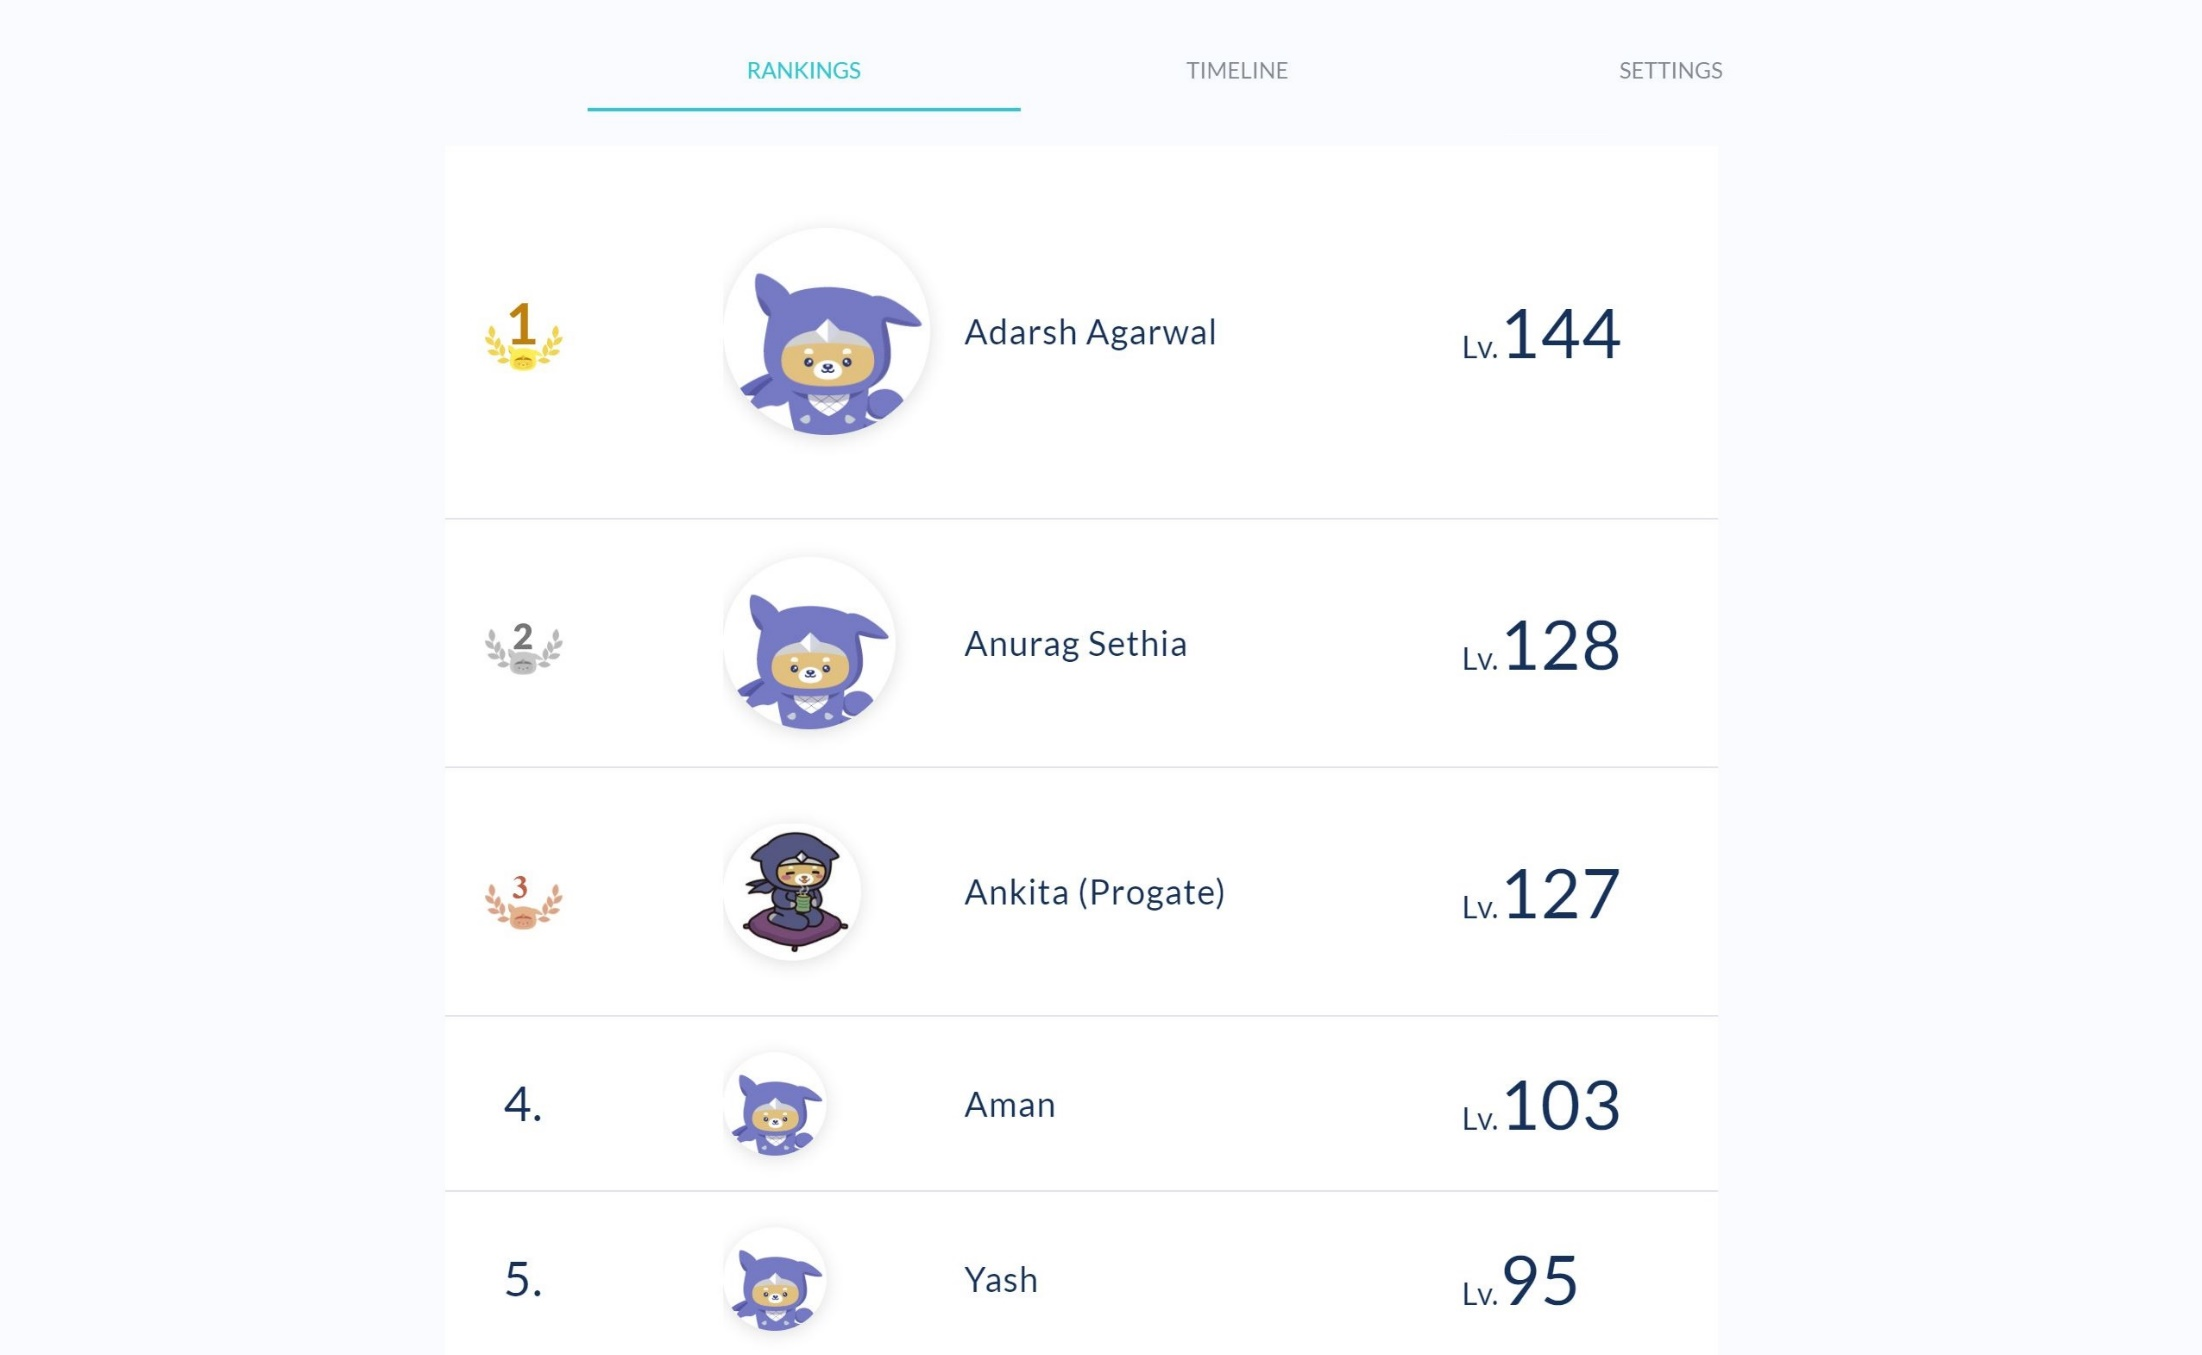 RANKINGS TIMELINE SETTINGS
1 Adarsh Agarwal Lv.144
2 Anurag Sethia Lv.128
3 Ankita (Progate) Lv.127
4. Aman Lv.103
5. Yash Lv.95